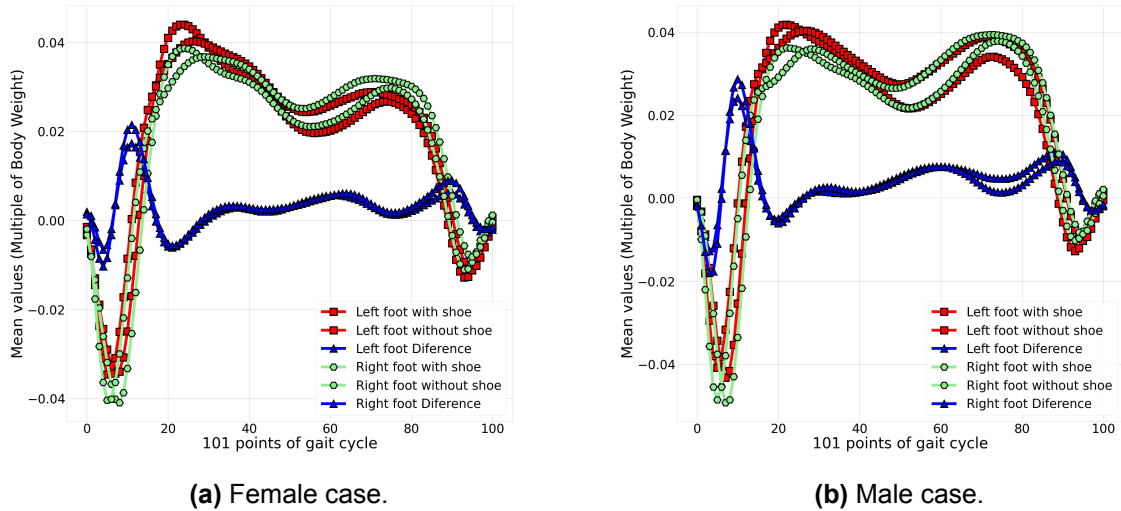 Mean values (Multiple of Body Weight)
0.04
0.02
0.00
−0.02
−0.04
0
20
40
60
80
100
101 points of gait cycle
Left foot with shoe
Left foot without shoe
Left foot Diference
Right foot with shoe
Right foot without shoe
Right foot Diference
(a) Female case.
Mean values (Multiple of Body Weight)
0.04
0.02
0.00
−0.02
−0.04
0
20
40
60
80
100
101 points of gait cycle
Left foot with shoe
Left foot without shoe
Left foot Diference
Right foot with shoe
Right foot without shoe
Right foot Diference
(b) Male case.